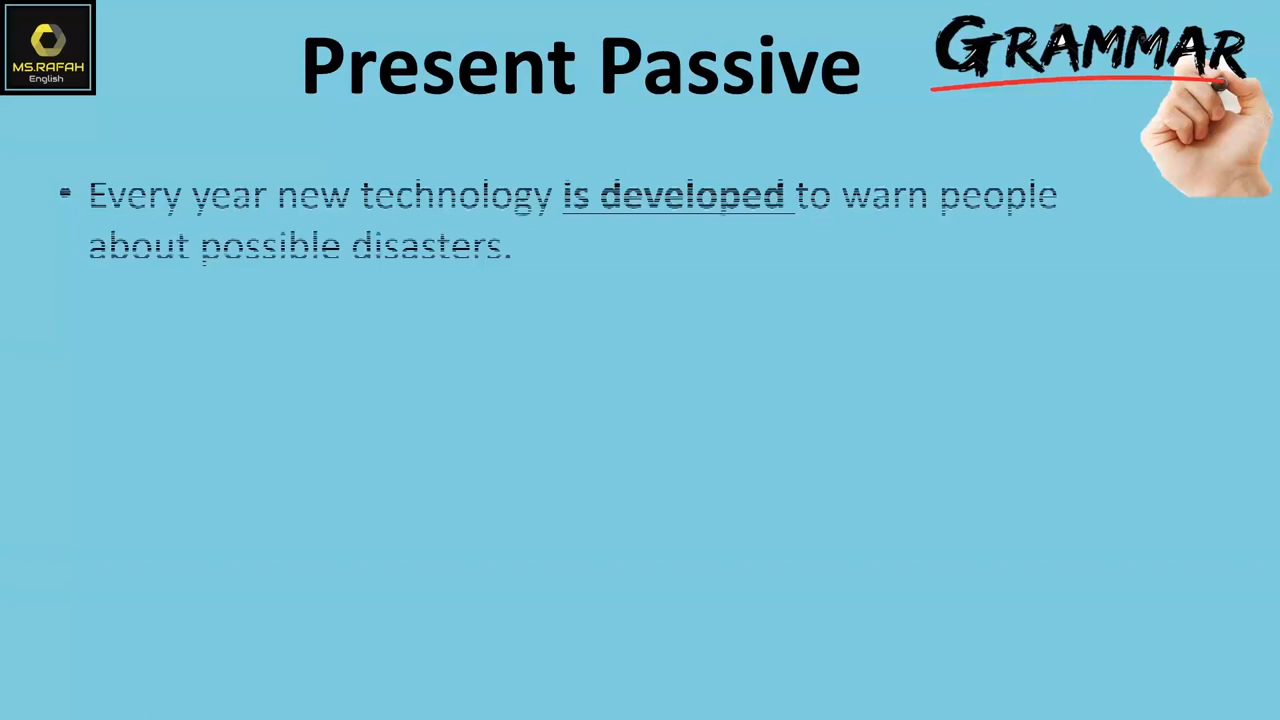 MS.RAFAH
English
Present Passive
GRAMMAR
• Every year new technology is developed to warn people
about possible disasters.